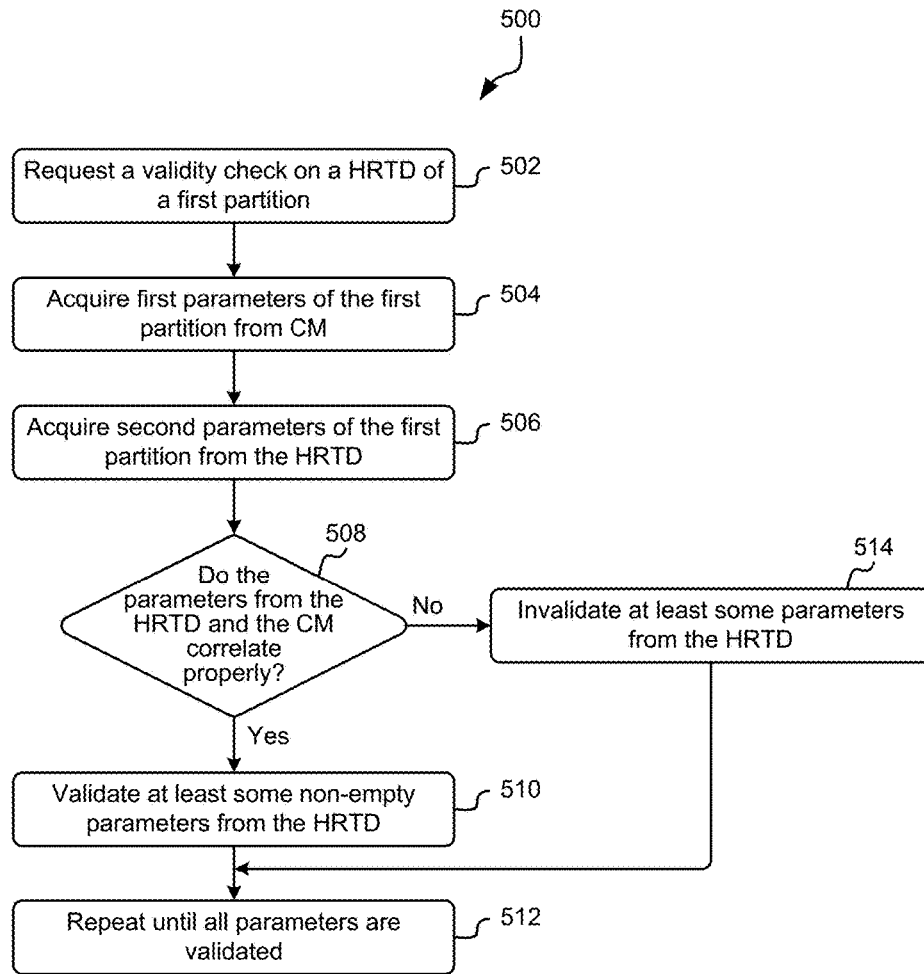 500
Request a validity check on a HRTD of
a first partition
502
Acquire first parameters of the first
partition from CM
504
Acquire second parameters of the first
partition from the HRTD
506
508
Do the
parameters from the
HRTD and the CM
correlate
properly?
No
514
Invalidate at least some parameters
from the HRTD
Yes
Validate at least some non-empty
parameters from the HRTD
510
Repeat until all parameters are
validated
512